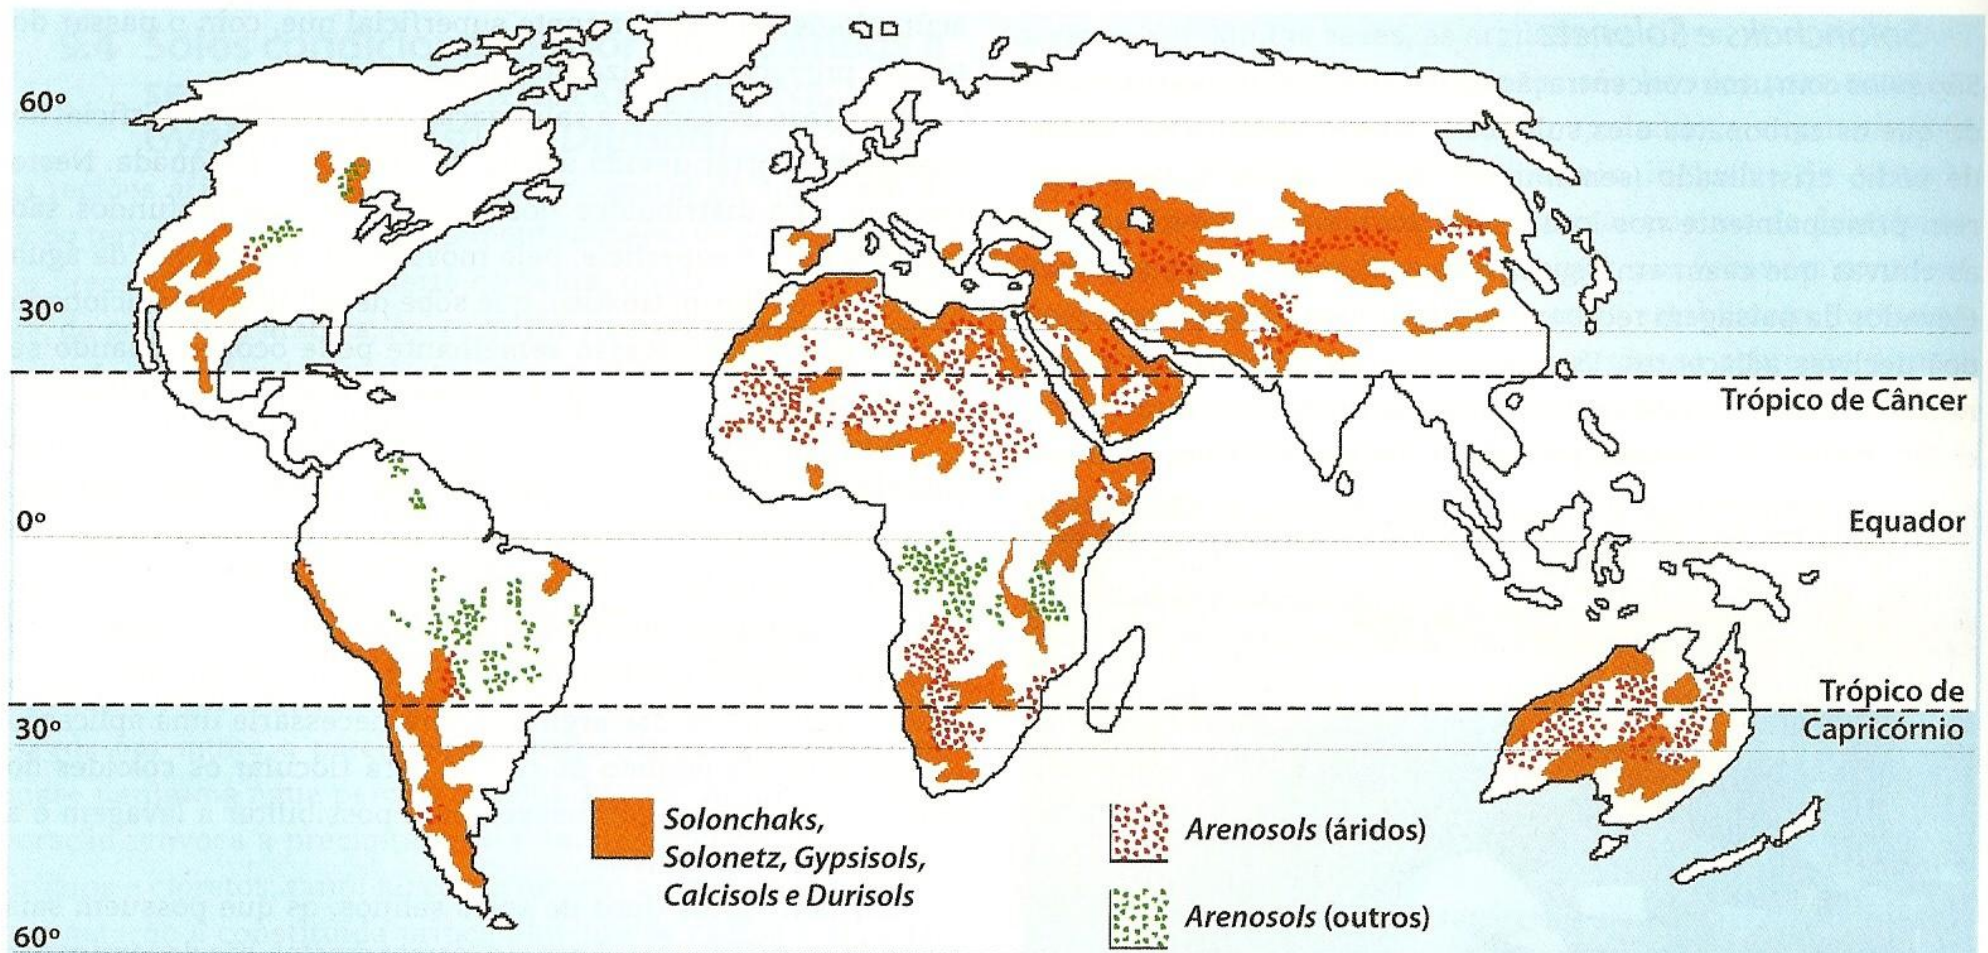 60º
30º
Trópico de Câncer
0º
Equador
Trópico de
Capricórnio
30º
Solonchaks,
Solonetz, Gypsisols,
Calcisols e Durisols
Arenosols (áridos)
Arenosols (outros)
60º